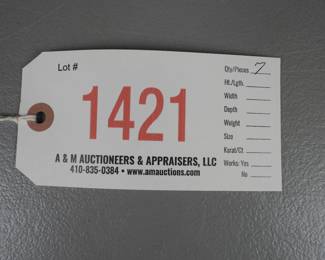 Lot #
1421
A & M AUCTIONEERS & APPRAISERS, LLC
410-835-0384 • www.amauctions.com
Qty/Pieces 7
Ht./Lgth.
Width
Depth
Weight
Size
Karat/Ct
Works: Yes
No